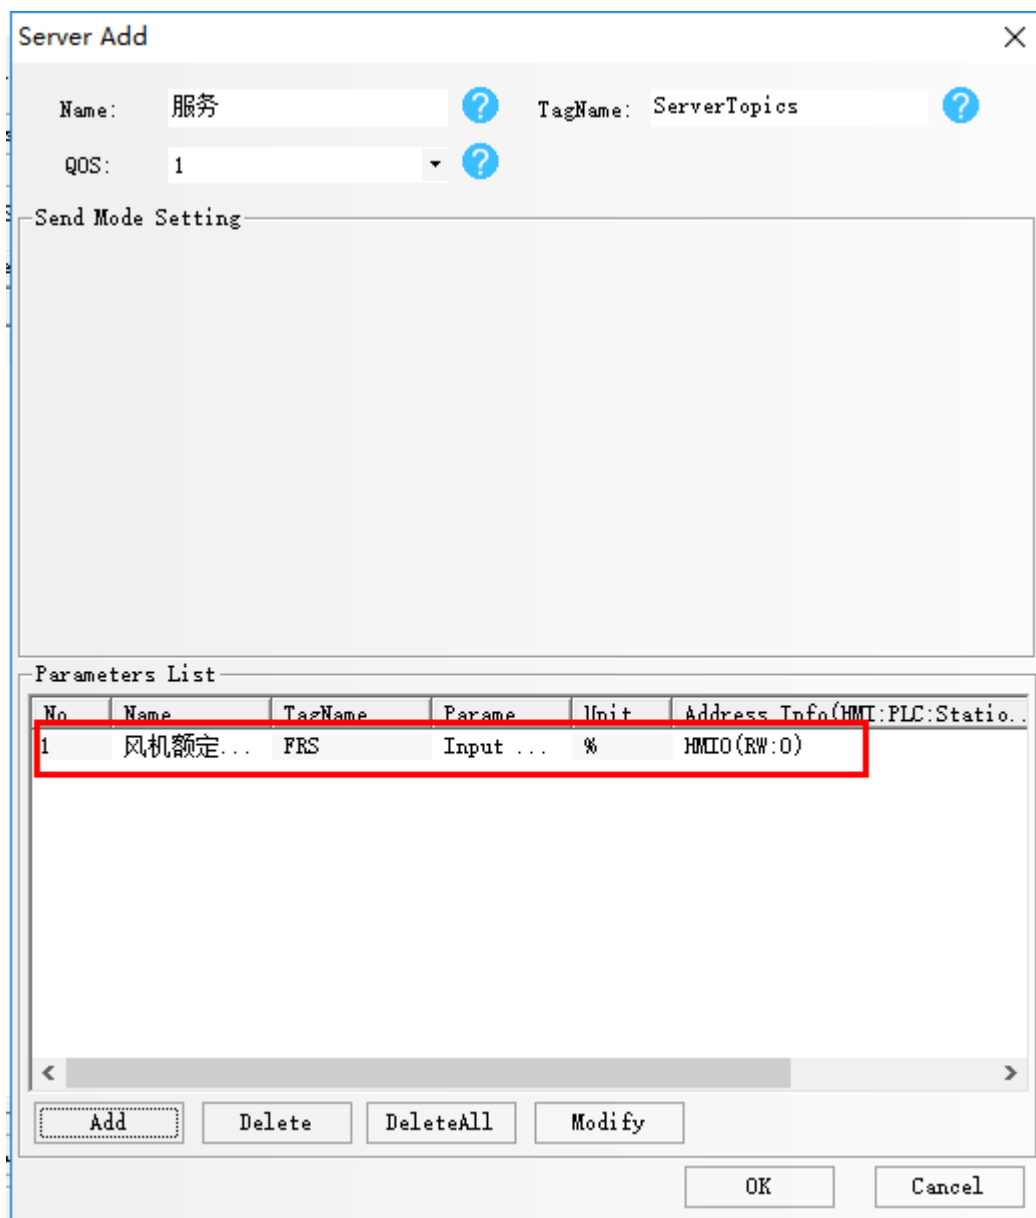 Server Add
Name: 服务 ? TagName: ServerTopics ?
QOS: 1 ?
Send Mode Setting
Parameters List
No Name TagName Parame Unit Address Info(HMI:PLC:Statio..
1 风机额定... FRS Input ... % HMI0(RW:0)
Add Delete DeleteAll Modify
OK Cancel